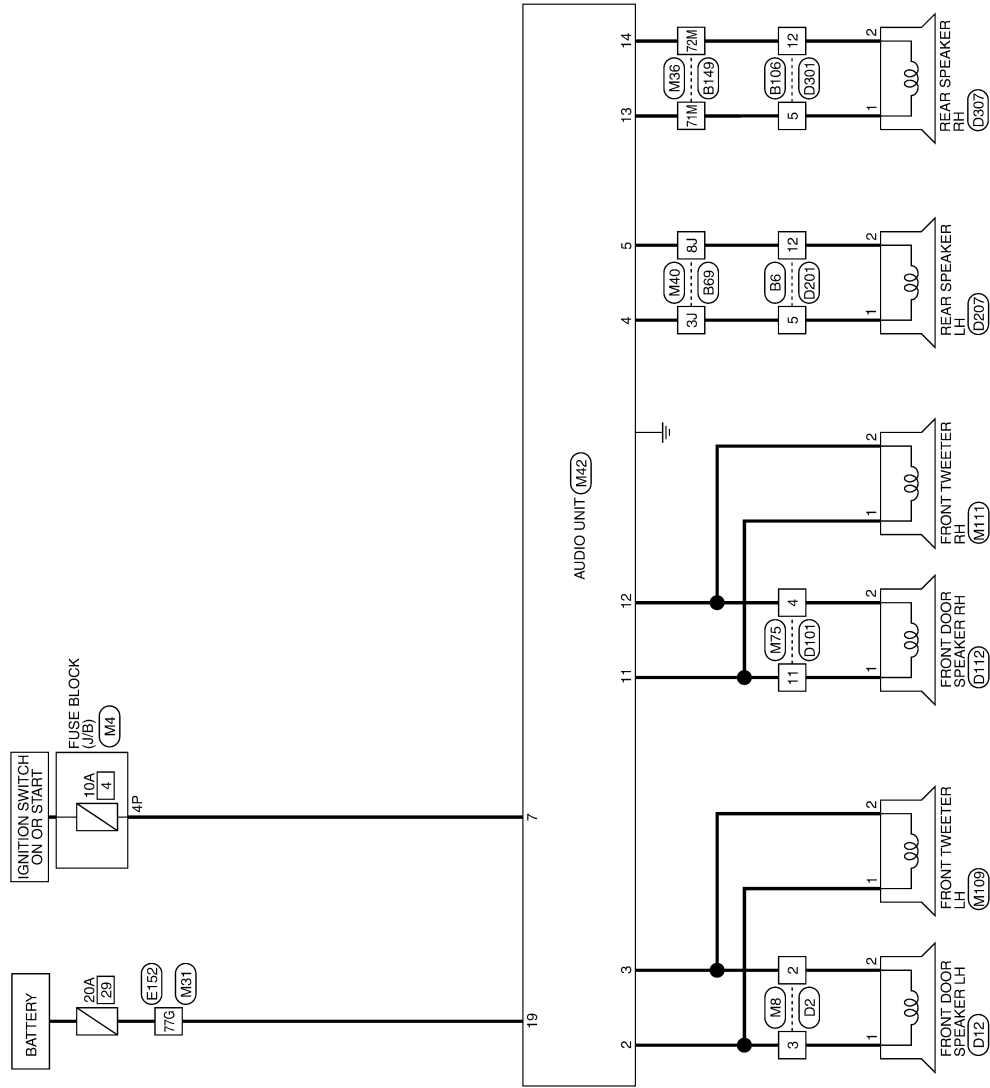 BATTERY
20A
29
77G
E152
M31
IGNITION SWITCH
ON OR START
10A
4
4P
FUSE BLOCK
(J/B)
M4
19
7
AUDIO UNIT
M42
2
3
11
12
4
5
13
14
3
2
M8
D2
11
4
M75
D101
3J
8J
M40
B69
5
12
B6
D201
71M
72M
M36
B149
5
12
B106
D301
1
2
FRONT DOOR
SPEAKER LH
D12
1
2
FRONT TWEETER
LH
M109
1
2
FRONT DOOR
SPEAKER RH
D112
1
2
FRONT TWEETER
RH
M111
1
2
REAR SPEAKER
LH
D207
1
2
REAR SPEAKER
RH
D307